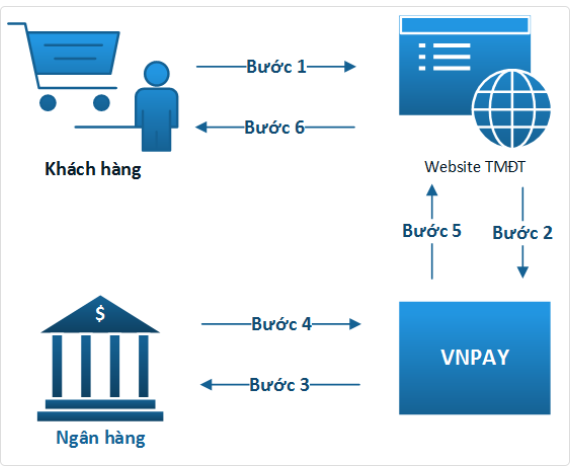 Bước 1
Bước 6
Khách hàng
Website TMĐT
Bước 5
Bước 2
$
Bước 4
VNPAY
Bước 3
Ngân hàng